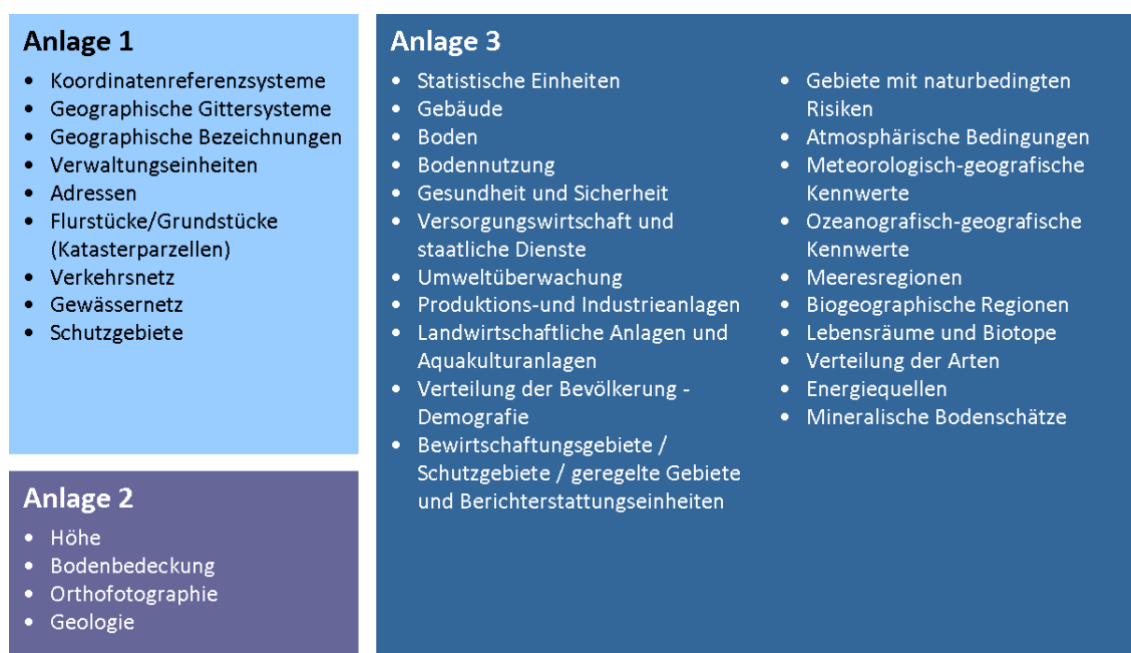 Anlage 1
• Koordinatenreferenzsysteme
• Geographische Gittersysteme
• Geographische Bezeichnungen
• Verwaltungseinheiten
• Adressen
• Flurstücke/Grundstücke
(Katasterparzellen)
• Verkehrsnetz
• Gewässernetz
• Schutzgebiete
Anlage 2
• Höhe
• Bodenbedeckung
• Orthofotographie
• Geologie
Anlage 3
• Statistische Einheiten
• Gebäude
• Boden
• Bodennutzung
• Gesundheit und Sicherheit
• Versorgungswirtschaft und
staatliche Dienste
• Umweltüberwachung
• Produktions-und Industrieanlagen
• Landwirtschaftliche Anlagen und
Aquakulturanlagen
• Verteilung der Bevölkerung -
Demografie
• Bewirtschaftungsgebiete /
Schutzgebiete / geregelte Gebiete
und Berichterstattungseinheiten
• Gebiete mit naturbedingten
Risiken
• Atmosphärische Bedingungen
• Meteorologisch-geografische
Kennwerte
• Ozeanografisch-geografische
Kennwerte
• Meeresregionen
• Biogeographische Regionen
• Lebensräume und Biotope
• Verteilung der Arten
• Energiequellen
• Mineralische Bodenschätze